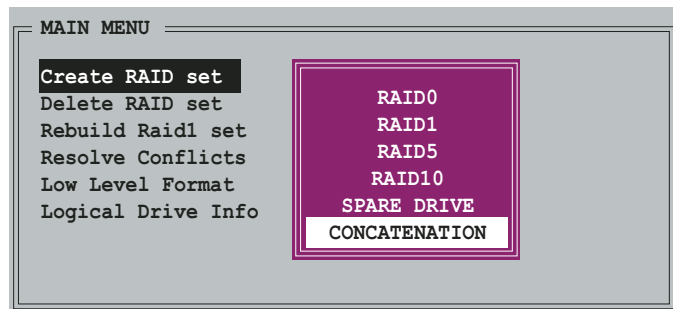 MAIN MENU
Create RAID set
Delete RAID set
Rebuild Raid1 set
Resolve Conflicts
Low Level Format
Logical Drive Info
RAID0
RAID1
RAID5
RAID10
SPARE DRIVE
CONCATENATION